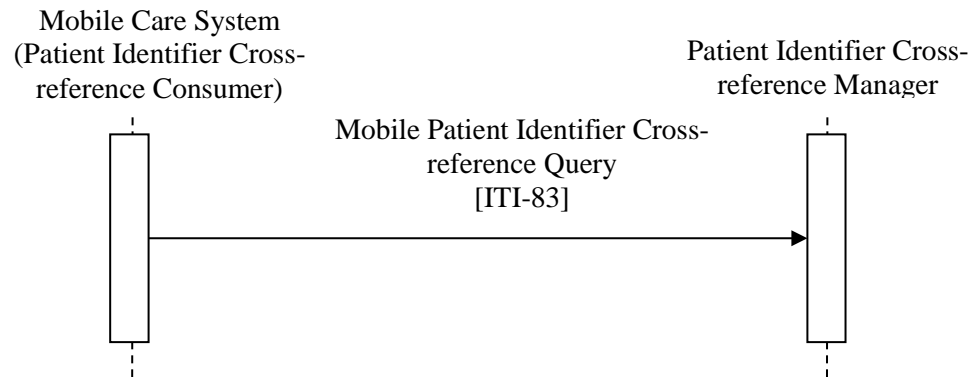 Mobile Care System
(Patient Identifier Cross-
reference Consumer)
Patient Identifier Cross-
reference Manager
Mobile Patient Identifier Cross-
reference Query
[ITI-83]